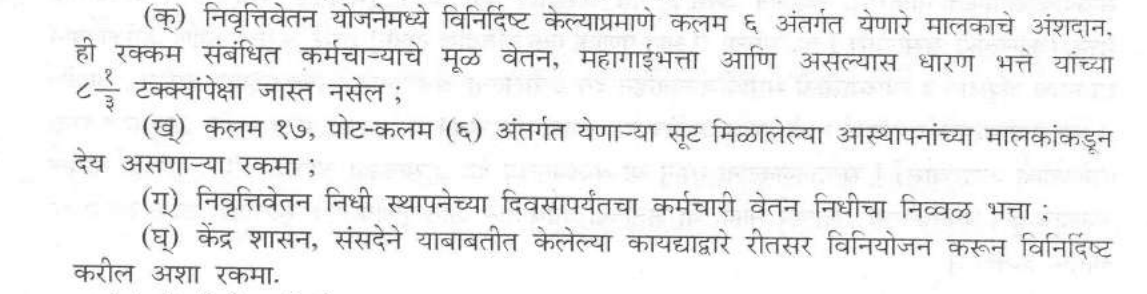 (क) निवृत्तिवेतन योजनेमध्ये विनिर्दिष्ट केल्याप्रमाणे कलम ६ अंतर्गत येणारे मालकाचे अंशदान.
ही रक्कम संबंधित कर्मचाऱ्याचे मूळ वेतन, महागाईभत्ता आणि असल्यास धारण भत्ते यांच्या
८ १/३ टक्क्यांपेक्षा जास्त नसेल ;
(ख) कलम १७, पोट-कलम (६) अंतर्गत येणाऱ्या सूट मिळालेल्या आस्थापनांच्या मालकांकडून
देय असणाऱ्या रकमा ;
(ग) निवृत्तिवेतन निधी स्थापनेच्या दिवसापर्यंतचा कर्मचारी वेतन निधीचा निव्वळ भत्ता ;
(घ) केंद्र शासन, संसदेने याबाबतीत केलेल्या कायद्याद्वारे रीतसर विनियोजन करून विनिर्दिष्ट
करील अशा रकमा.